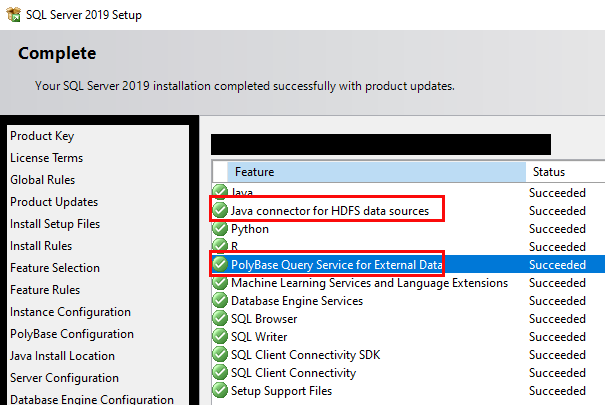 SQL Server 2019 Setup
Complete
Your SQL Server 2019 installation completed successfully with product updates.
Product Key
License Terms
Global Rules
Product Updates
Install Setup Files
Install Rules
Feature Selection
Feature Rules
Instance Configuration
PolyBase Configuration
Java Install Location
Server Configuration
Database Engine Configuration
Feature Status
Java Succeeded
Java connector for HDFS data sources Succeeded
Python Succeeded
R Succeeded
PolyBase Query Service for External Data Succeeded
Machine Learning Services and Language Extensions Succeeded
Database Engine Services Succeeded
SQL Browser Succeeded
SQL Writer Succeeded
SQL Client Connectivity SDK Succeeded
SQL Client Connectivity Succeeded
Setup Support Files Succeeded